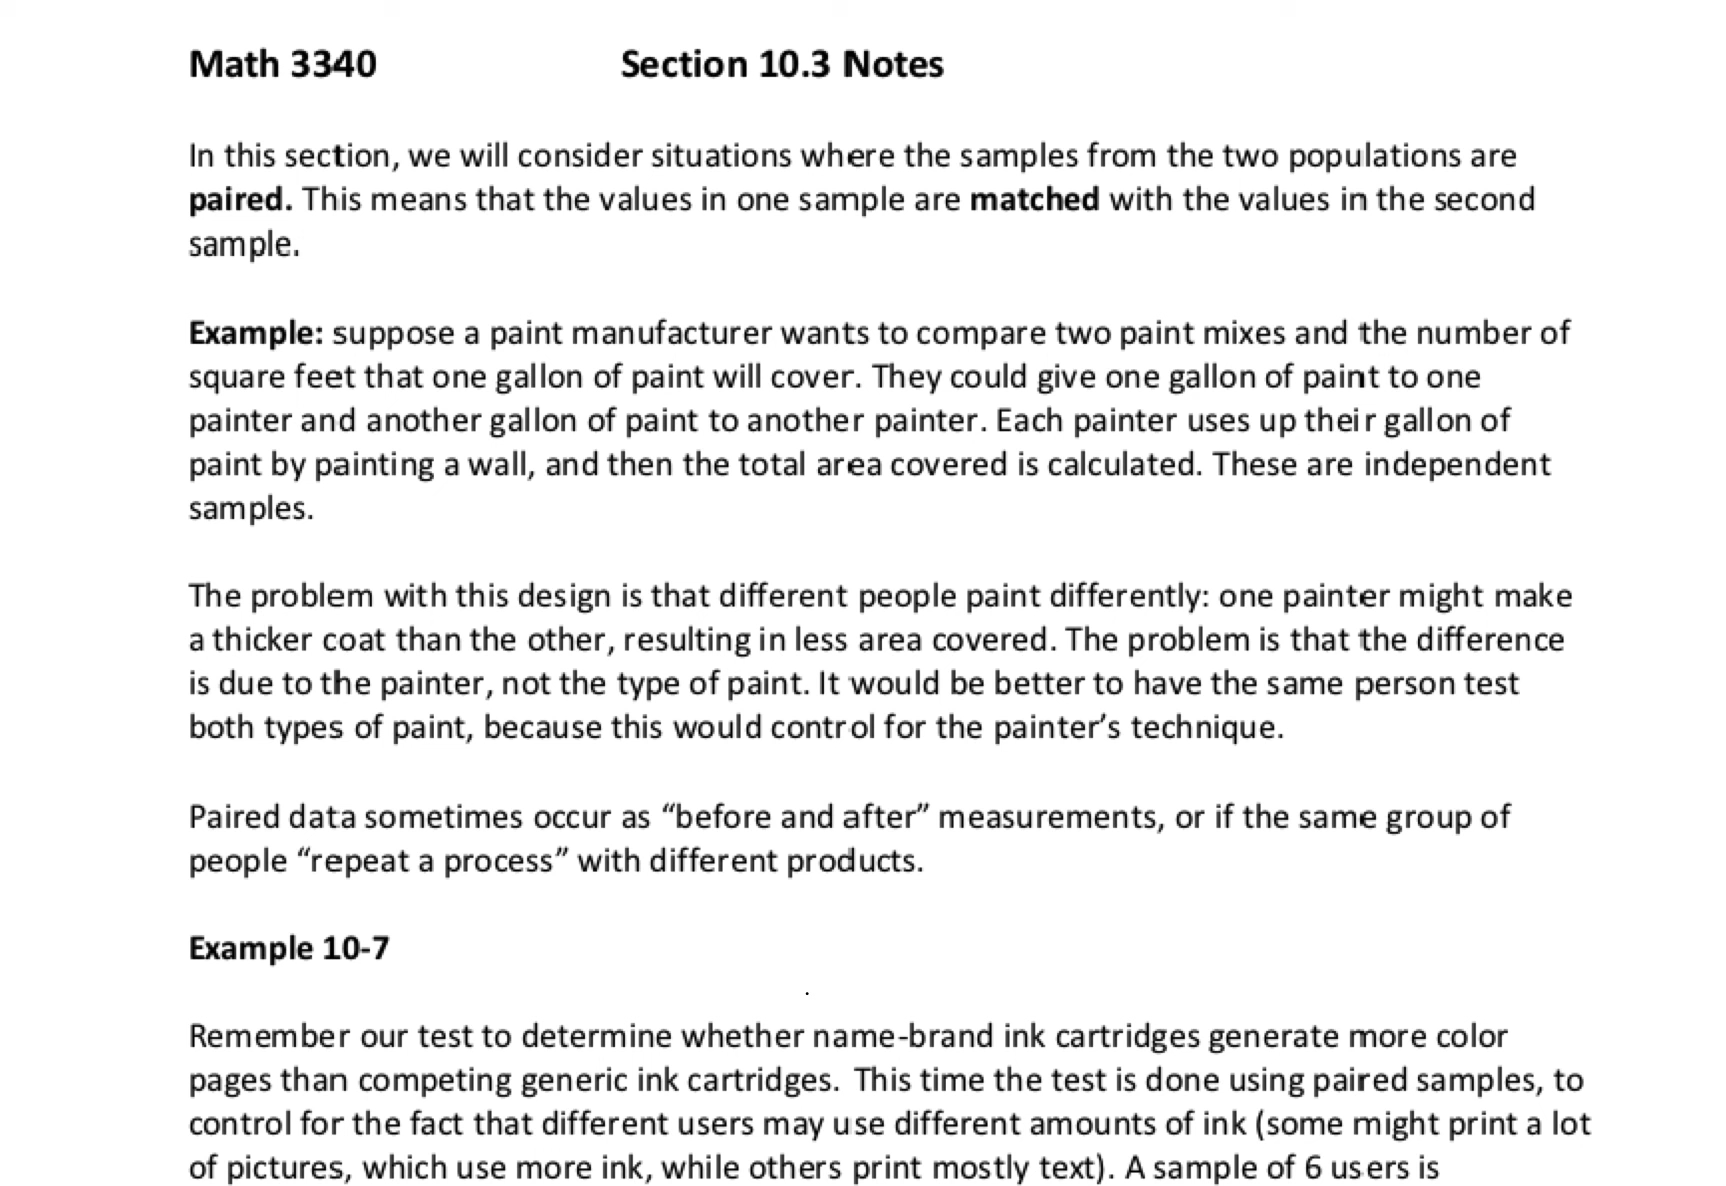 Math 3340 Section 10.3 Notes
In this section, we will consider situations where the samples from the two populations are
paired. This means that the values in one sample are matched with the values in the second
sample.
Example: suppose a paint manufacturer wants to compare two paint mixes and the number of
square feet that one gallon of paint will cover. They could give one gallon of paint to one
painter and another gallon of paint to another painter. Each painter uses up their gallon of
paint by painting a wall, and then the total area covered is calculated. These are independent
samples.
The problem with this design is that different people paint differently: one painter might make
a thicker coat than the other, resulting in less area covered. The problem is that the difference
is due to the painter, not the type of paint. It would be better to have the same person test
both types of paint, because this would control for the painter’s technique.
Paired data sometimes occur as “before and after” measurements, or if the same group of
people “repeat a process” with different products.
Example 10-7
Remember our test to determine whether name-brand ink cartridges generate more color
pages than competing generic ink cartridges. This time the test is done using paired samples, to
control for the fact that different users may use different amounts of ink (some might print a lot
of pictures, which use more ink, while others print mostly text). A sample of 6 users is